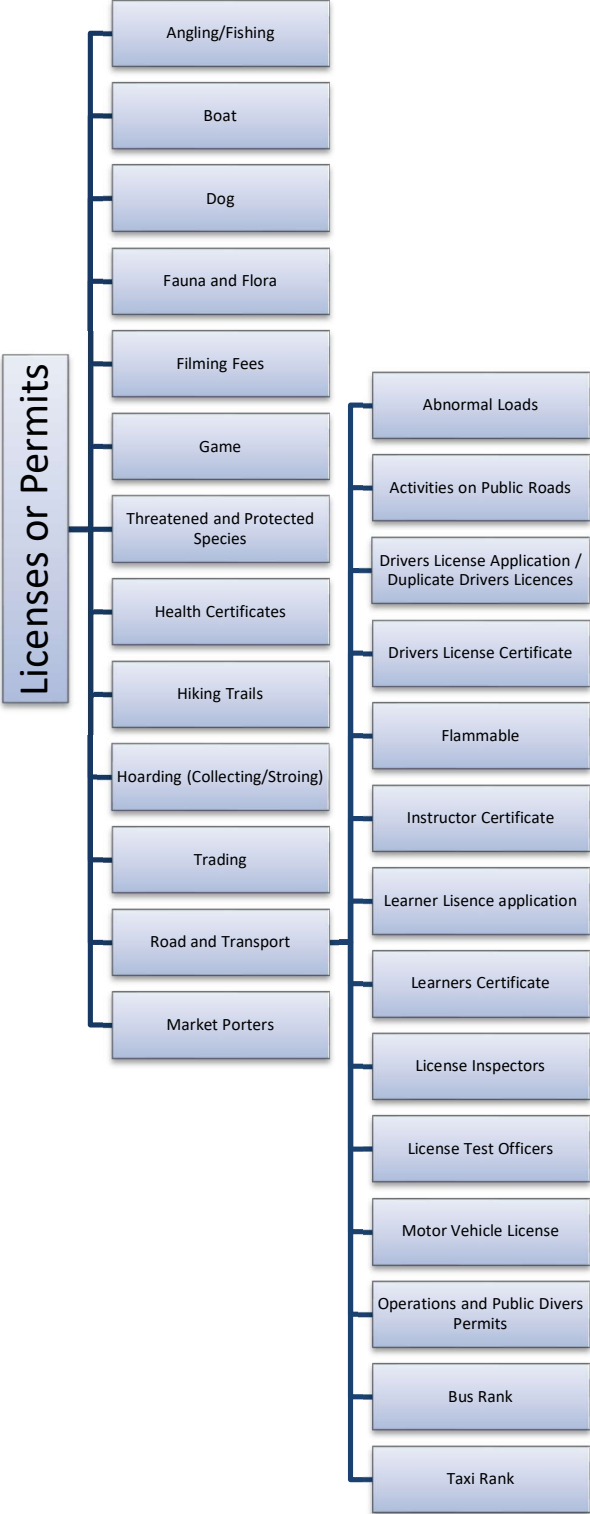 Licenses or Permits
Angling/Fishing
Boat
Dog
Fauna and Flora
Filming Fees
Game
Threatened and Protected
Species
Health Certificates
Hiking Trails
Hoarding (Collecting/Stroing)
Trading
Road and Transport
Market Porters
Abnormal Loads
Activities on Public Roads
Drivers License Application /
Duplicate Drivers Licences
Drivers License Certificate
Flammable
Instructor Certificate
Learner Lisence application
Learners Certificate
License Inspectors
License Test Officers
Motor Vehicle License
Operations and Public Divers
Permits
Bus Rank
Taxi Rank